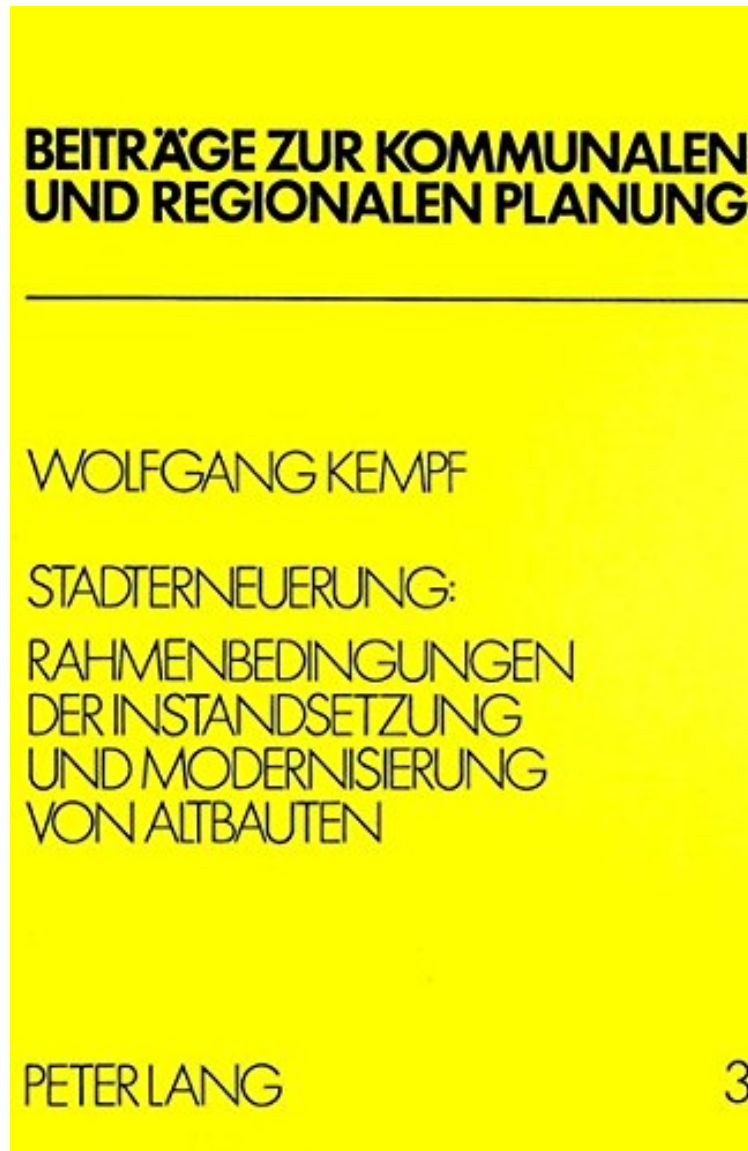 BEITRÄGE ZUR KOMMUNALEN
UND REGIONALEN PLANUNG
WOLFGANG KEMPF
STADTERNEUERUNG:
RAHMENBEDINGUNGEN
DER INSTANDSETZUNG
UND MODERNISIERUNG
VON ALTBAUTEN
PETER LANG 3